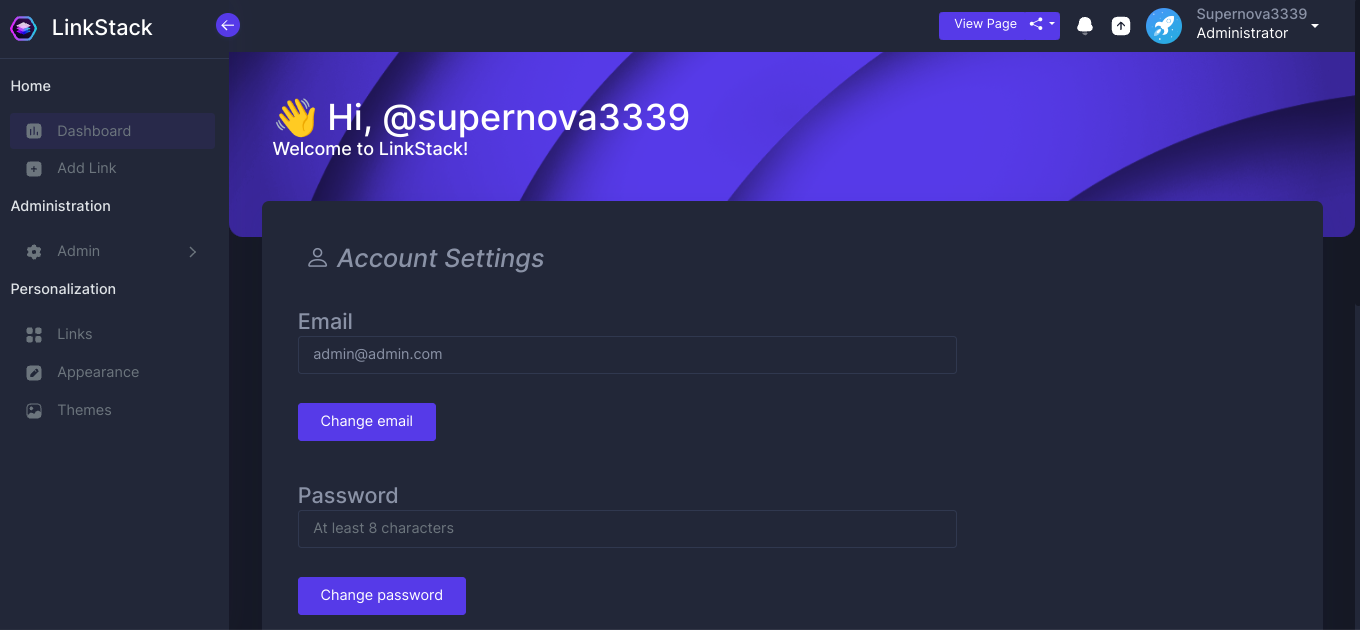 LinkStack
View Page
Supernova3339
Administrator
Home
Dashboard
Add Link
Administration
Admin
Personalization
Links
Appearance
Themes
👋 Hi, @supernova3339
Welcome to LinkStack!
Account Settings
Email
admin@admin.com
Change email
Password
At least 8 characters
Change password